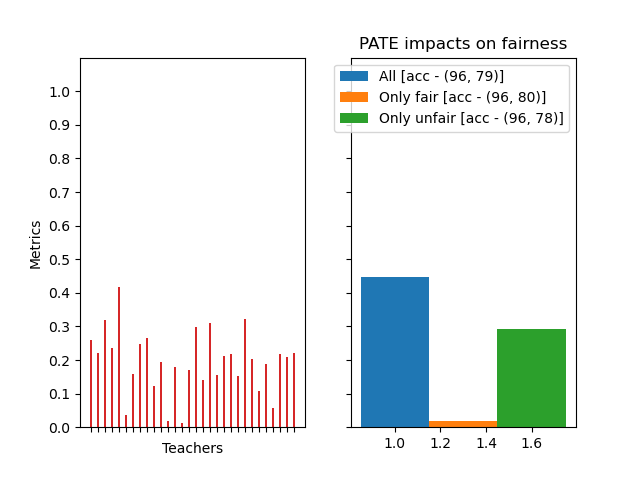 PATE impacts on fairness
All [acc - (96, 79)]
Only fair [acc - (96, 80)]
Only unfair [acc - (96, 78)]
Metrics
1.0
0.9
0.8
0.7
0.6
0.5
0.4
0.3
0.2
0.1
0.0
Teachers
1.0 1.2 1.4 1.6